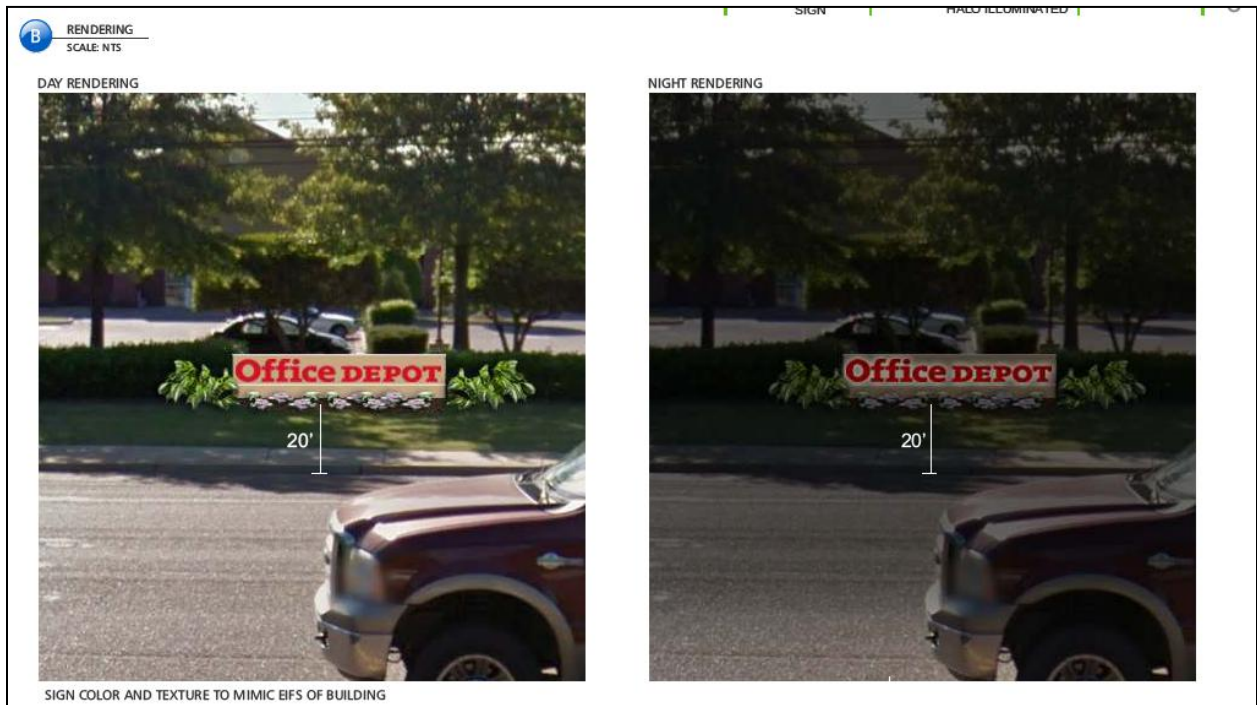 SIGN HALO ILLUMINATED
B RENDERING
SCALE: NTS
DAY RENDERING
NIGHT RENDERING
Office DEPOT
20'
Office DEPOT
20'
SIGN COLOR AND TEXTURE TO MIMIC EIFS OF BUILDING